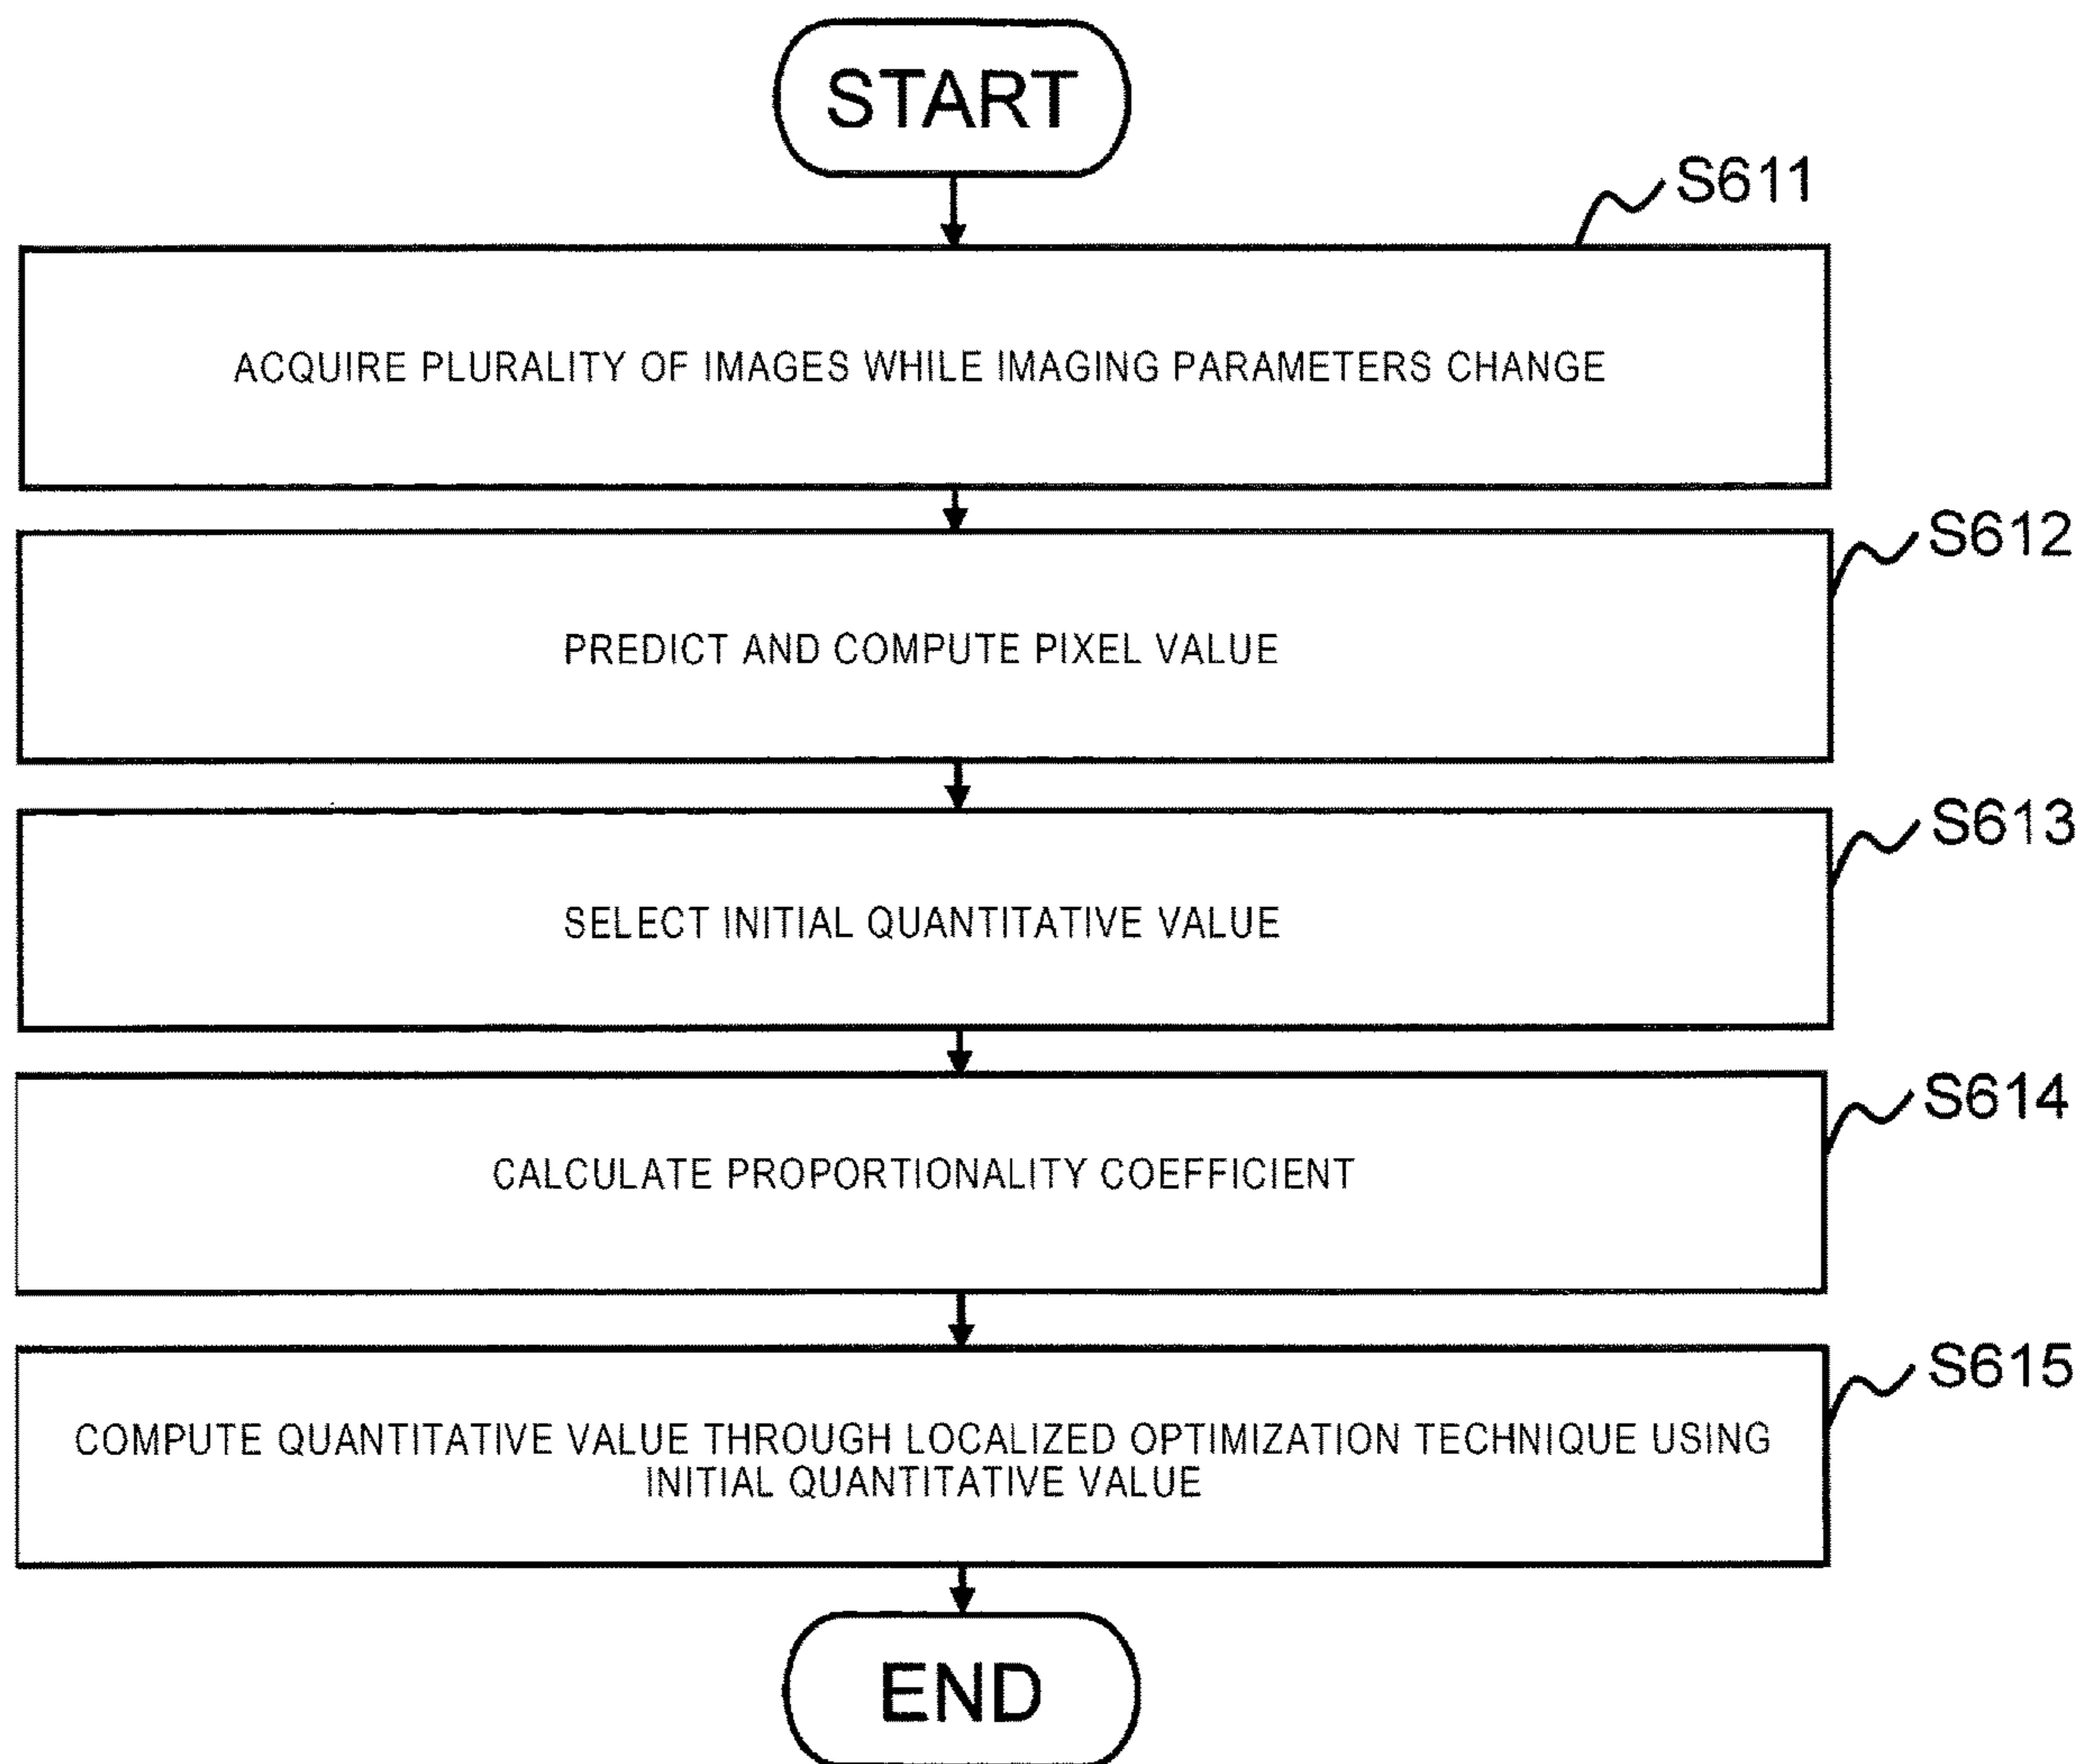 START
S611
ACQUIRE PLURALITY OF IMAGES WHILE IMAGING PARAMETERS CHANGE
S612
PREDICT AND COMPUTE PIXEL VALUE
S613
SELECT INITIAL QUANTITATIVE VALUE
S614
CALCULATE PROPORTIONALITY COEFFICIENT
S615
COMPUTE QUANTITATIVE VALUE THROUGH LOCALIZED OPTIMIZATION TECHNIQUE USING
INITIAL QUANTITATIVE VALUE
END